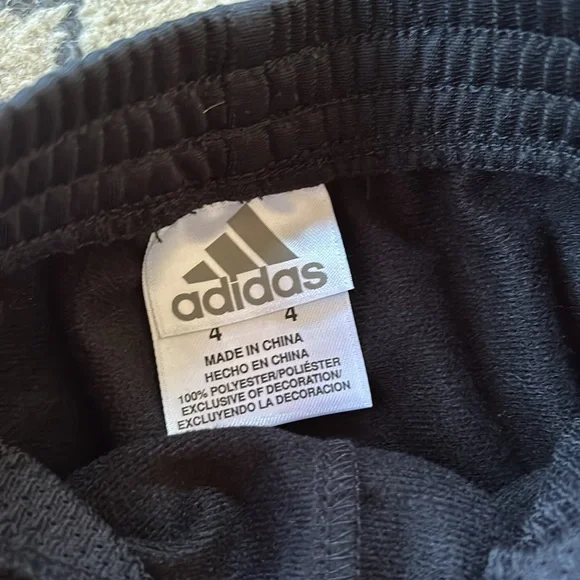 adidas
4 4
MADE IN CHINA
HECHO EN CHINA
100% POLYESTER/POLIÉSTER
EXCLUSIVE OF DECORATION/
EXCLUYENDO LA DECORACION